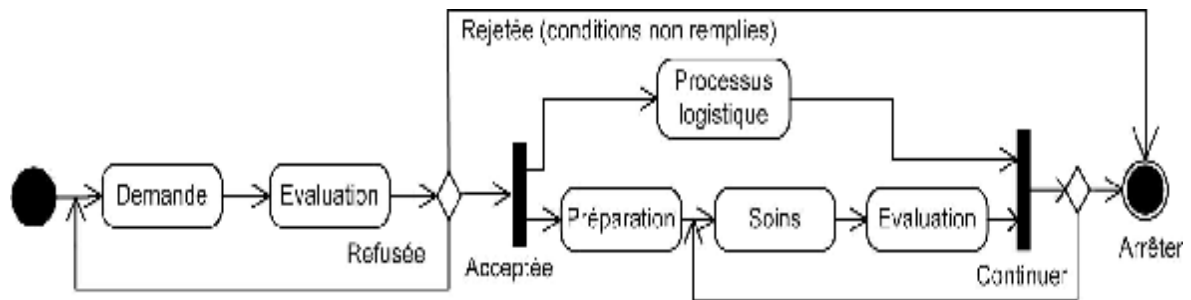 Rejetée (conditions non remplies)
Processus
logistique
Demande
Evaluation
Préparation
Soins
Evaluation
Refusée
Acceptée
Continuer
Arrêter